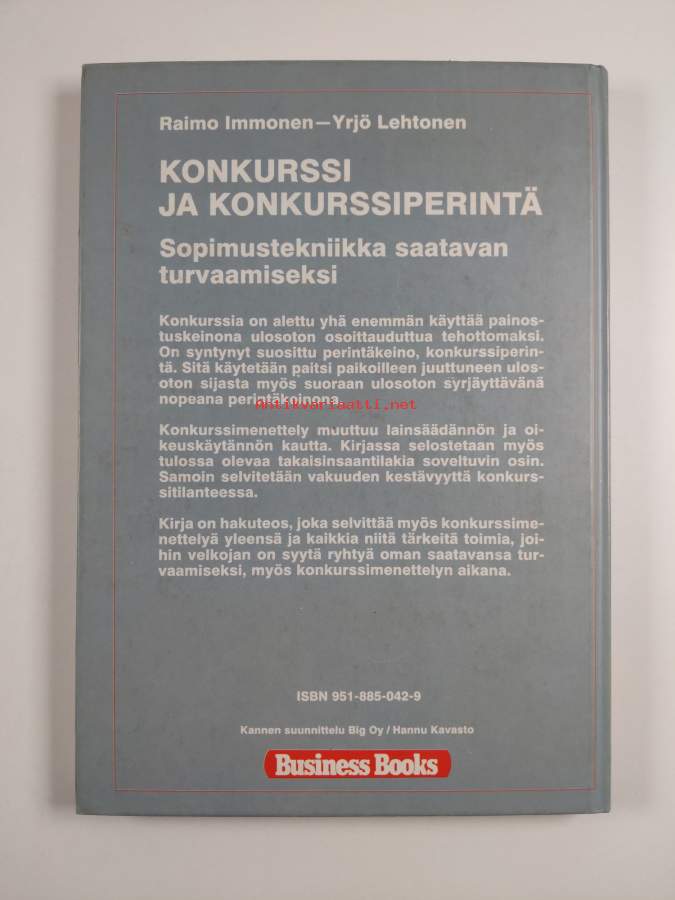 Raimo Immonen—Yrjö Lehtonen
KONKURSSI
JA KONKURSSIPERINTÄ
Sopimustekniikka saatavan
turvaamiseksi
Konkurssia on alettu yhä enemmän käyttää painos-
tuskeinona ulosoton osoittauduttua tehottomaksi.
On syntynyt suosittu perintäkeino, konkurssiperin-
tä. Sitä käytetään paitsi paikoilleen juuttuneen ulos-
oton sijasta myös suoraan ulosoton syrjäyttävänä
nopeana perintäkeinona.
Antikvariaatti.net
Konkurssimenettely muuttuu lainsäädännön ja oi-
keuskäytännön kautta. Kirjassa selostetaan myös
tulossa olevaa takaisinsaantilakia soveltuvin osin.
Samoin selvitetään vakuuden kestävyyttä konkurs-
sitilanteessa.
Kirja on hakuteos, joka selvittää myös konkurssime-
nettelyä yleensä ja kaikkia niitä tärkeitä toimia, joi-
hin velkojan on syytä ryhtyä oman saatavansa tur-
vaamiseksi, myös konkurssimenettelyn aikana.
ISBN 951-885-042-9
Kannen suunnittelu Big Oy / Hannu Kavasto
Business Books